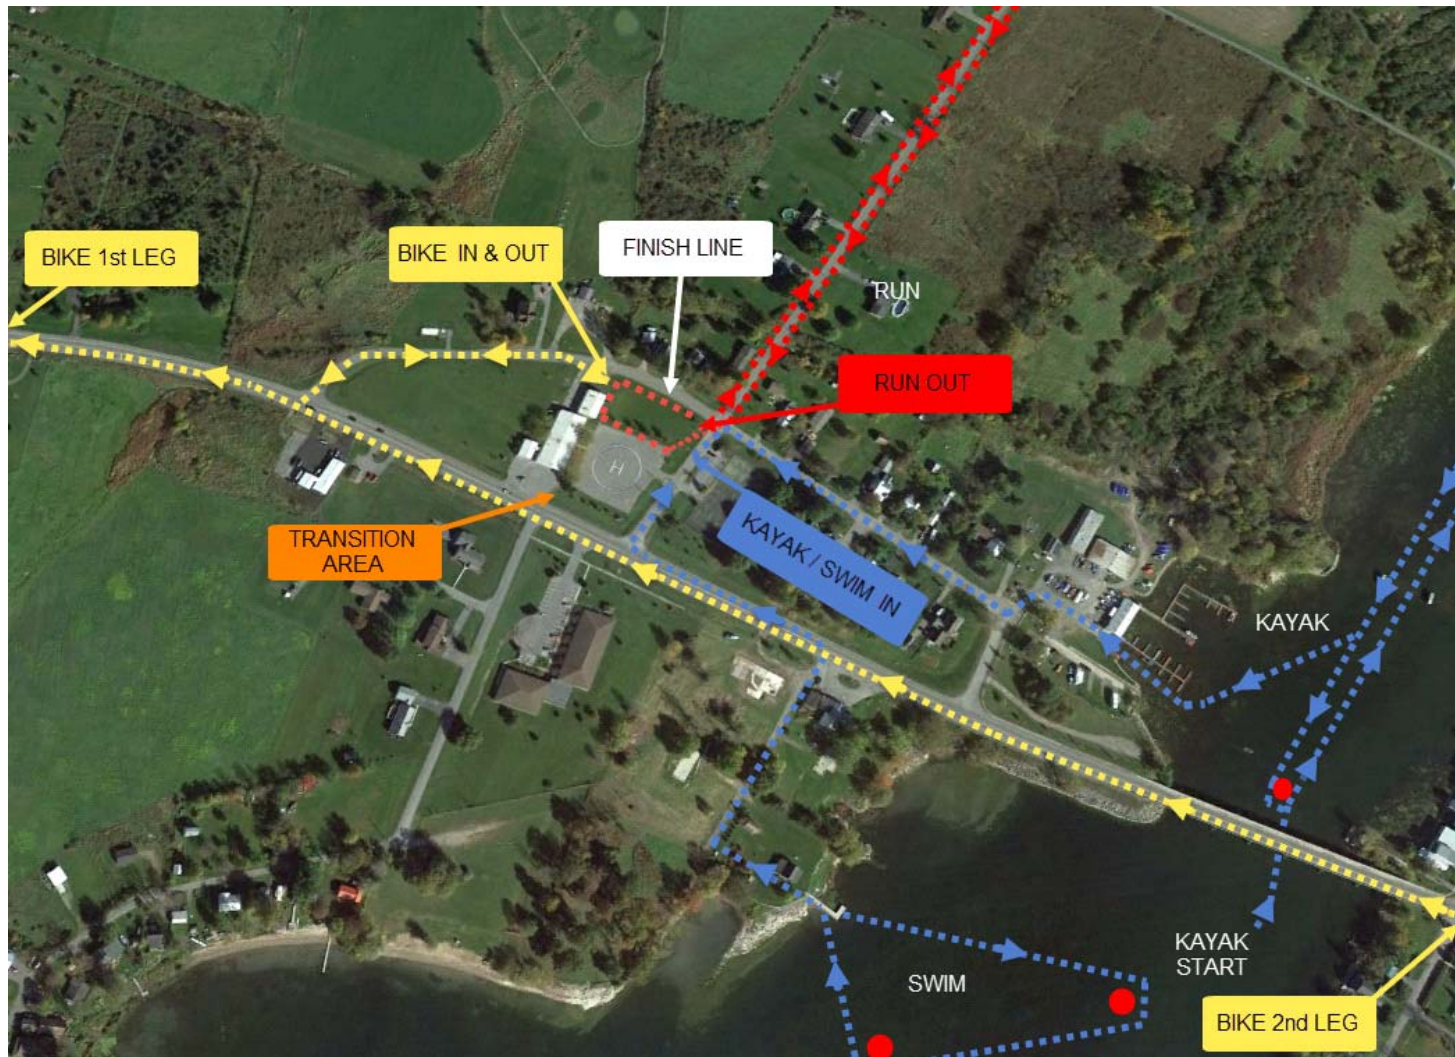 BIKE 1st LEG
BIKE IN & OUT
FINISH LINE
RUN
RUN OUT
TRANSITION
AREA
H
KAYAK / SWIM IN
KAYAK
KAYAK
START
SWIM
BIKE 2nd LEG